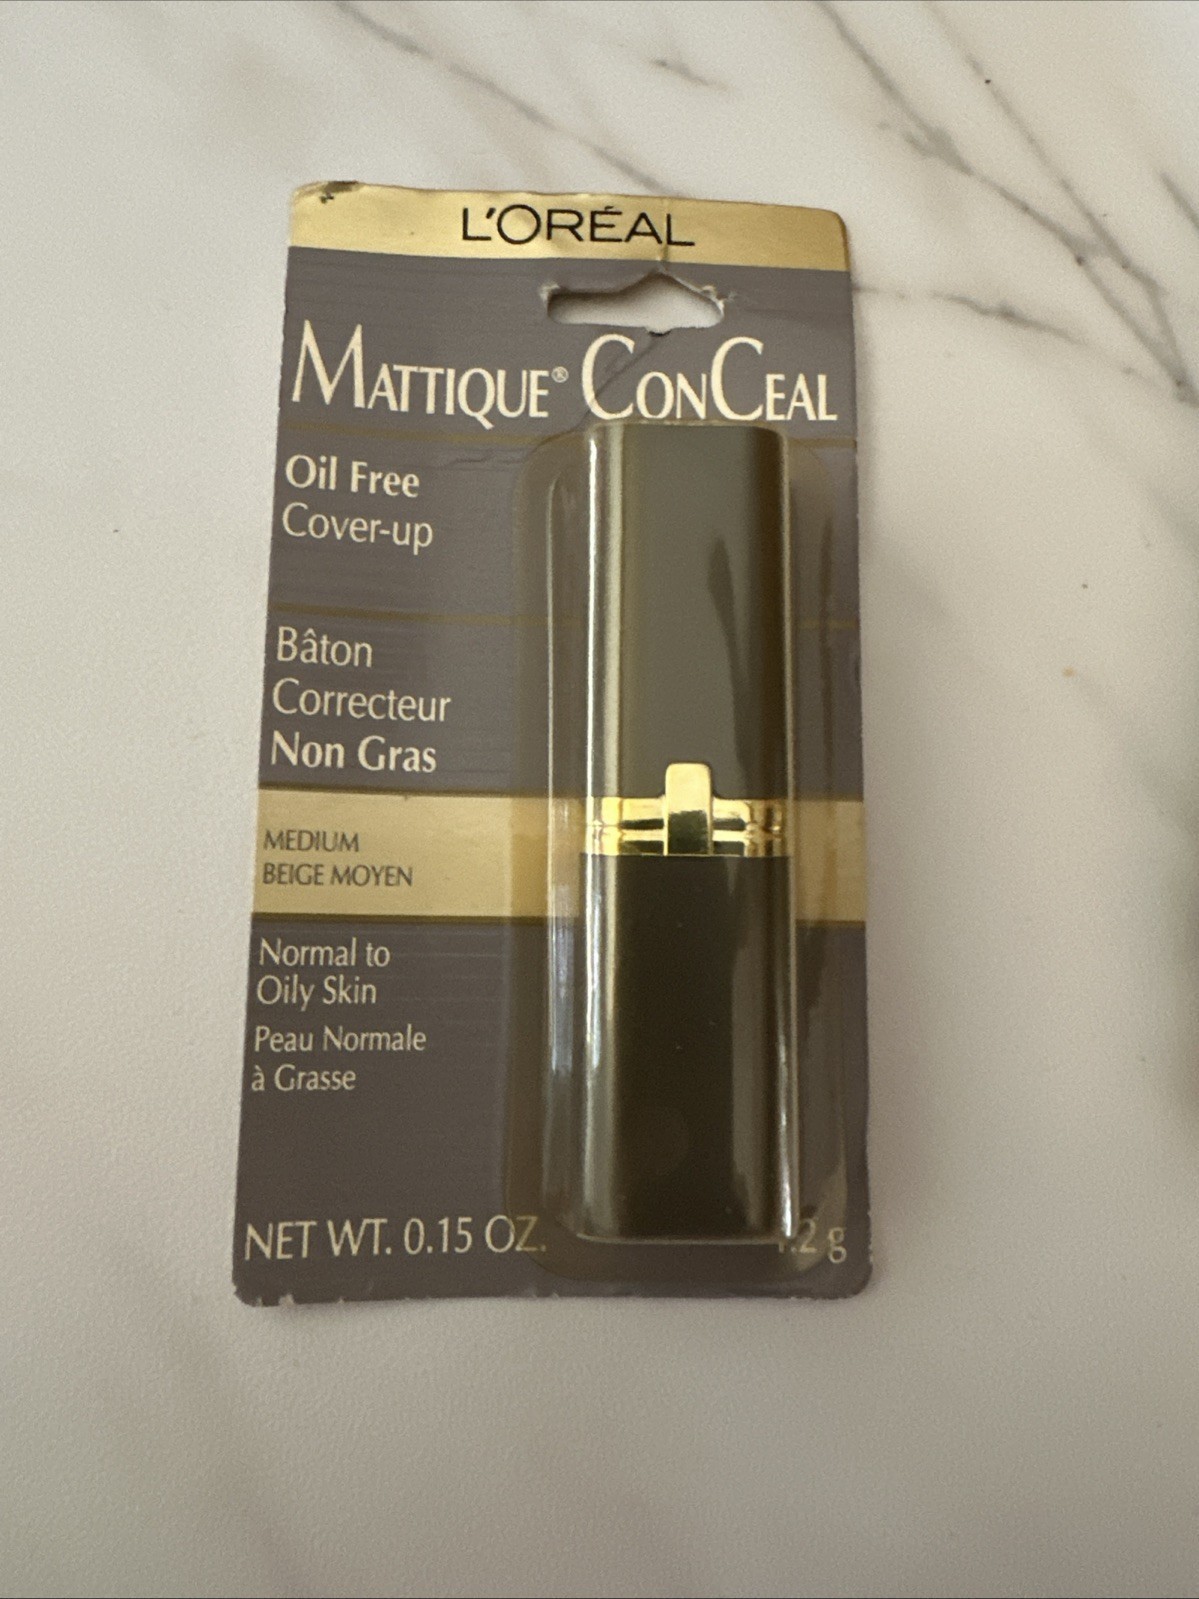 L'ORÉAL
MATTIQUE® CONCEAL
Oil Free
Cover-up
Bâton
Correcteur
Non Gras
MEDIUM
BEIGE MOYEN
Normal to
Oily Skin
Peau Normale
à Grasse
NET WT. 0.15 OZ. g